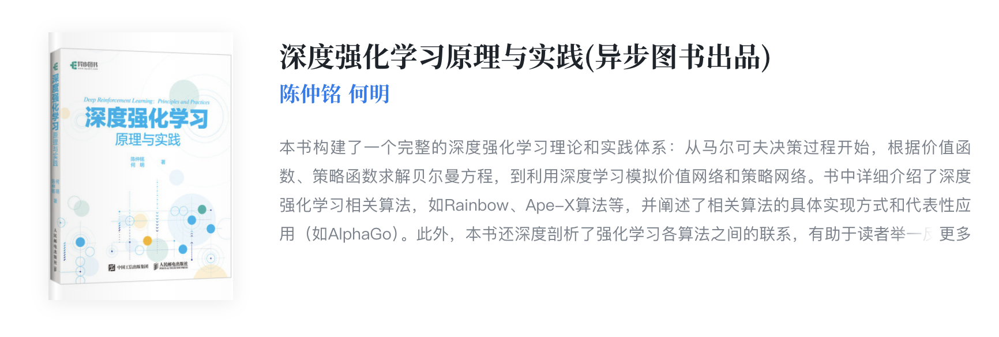 异步图书
www.epubit.com
Deep Reinforcement Learning: Principles and Practices
深度强化学习
原理与实践
陈仲铭
何 明
著
中国工信出版集团
人民邮电出版社
POSTS & TELECOM PRESS
深度强化学习
原理与实践
陈仲铭
何 明
著
人民邮电出版社
深度强化学习原理与实践(异步图书出品)
陈仲铭 何明
本书构建了一个完整的深度强化学习理论和实践体系：从马尔可夫决策过程开始，根据价值函
数、策略函数求解贝尔曼方程，到利用深度学习模拟价值网络和策略网络。书中详细介绍了深度
强化学习相关算法，如Rainbow、Ape-X算法等，并阐述了相关算法的具体实现方式和代表性应
用（如AlphaGo）。此外，本书还深度剖析了强化学习各算法之间的联系，有助于读者举一 更多